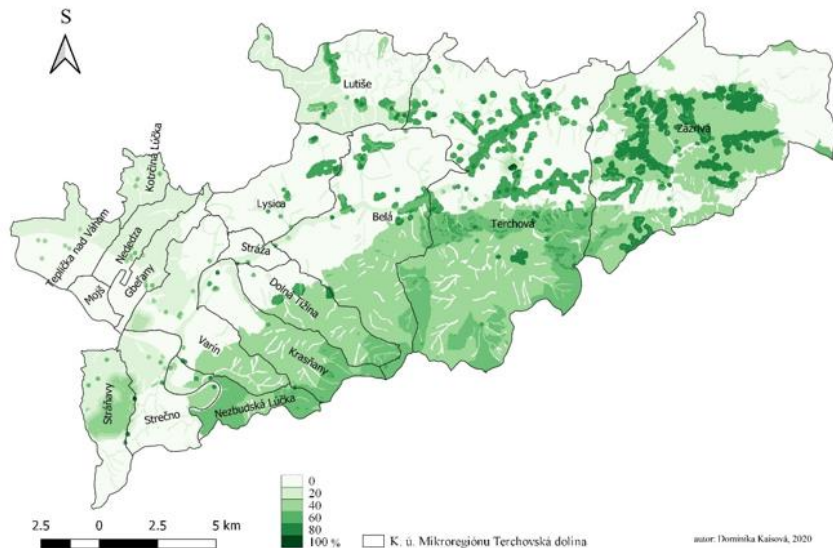 S
Lutiše
Zázrivá
Kotrčiná Lúčka
Lysica
Belá
Terchová
Teplička nad Váhom
Nededza
Stráža
Gbeľany
Mojš
Dolná Tižina
Varín
Krasňany
Stráňavy
Strečno
Nezbudská Lúčka
0
20
40
60
80
100 %
2.5 0 2.5 5 km
K. ú. Mikroregiónu Terchovská dolina
autor: Dominika Kaisová, 2020